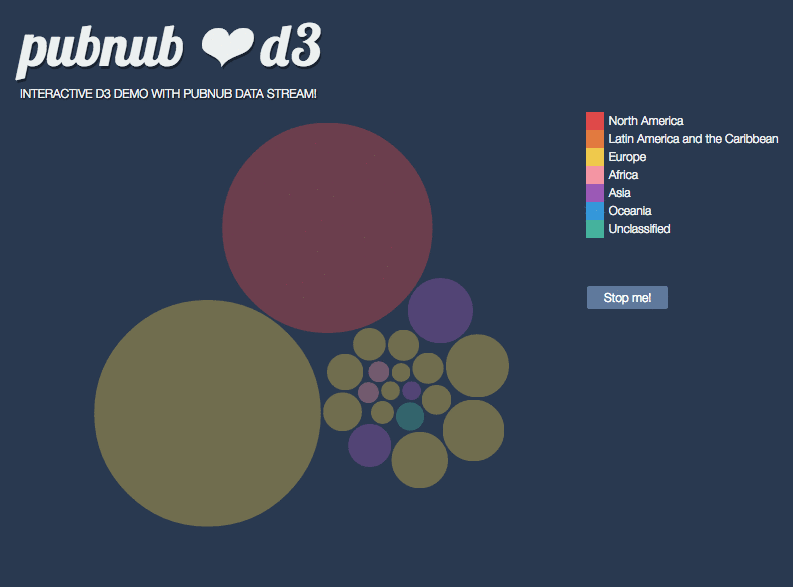 pubnub ❤ d3
INTERACTIVE D3 DEMO WITH PUBNUB DATA STREAM!
North America
Latin America and the Caribbean
Europe
Africa
Asia
Oceania
Unclassified
Stop me!